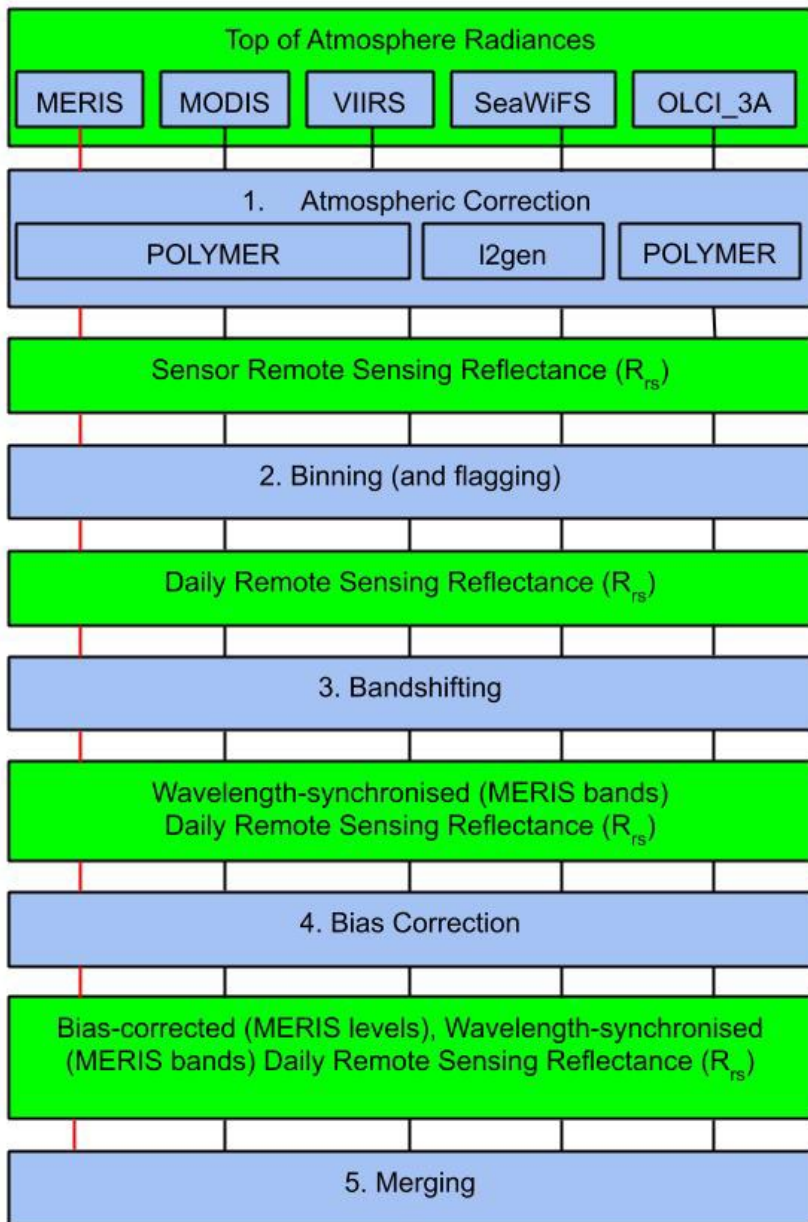 Top of Atmosphere Radiances
MERIS MODIS VIIRS SeaWiFS OLCI_3A
1. Atmospheric Correction
POLYMER l2gen POLYMER
Sensor Remote Sensing Reflectance (Rrs)
2. Binning (and flagging)
Daily Remote Sensing Reflectance (Rrs)
3. Bandshifting
Wavelength-synchronised (MERIS bands)
Daily Remote Sensing Reflectance (Rrs)
4. Bias Correction
Bias-corrected (MERIS levels), Wavelength-synchronised
(MERIS bands) Daily Remote Sensing Reflectance (Rrs)
5. Merging